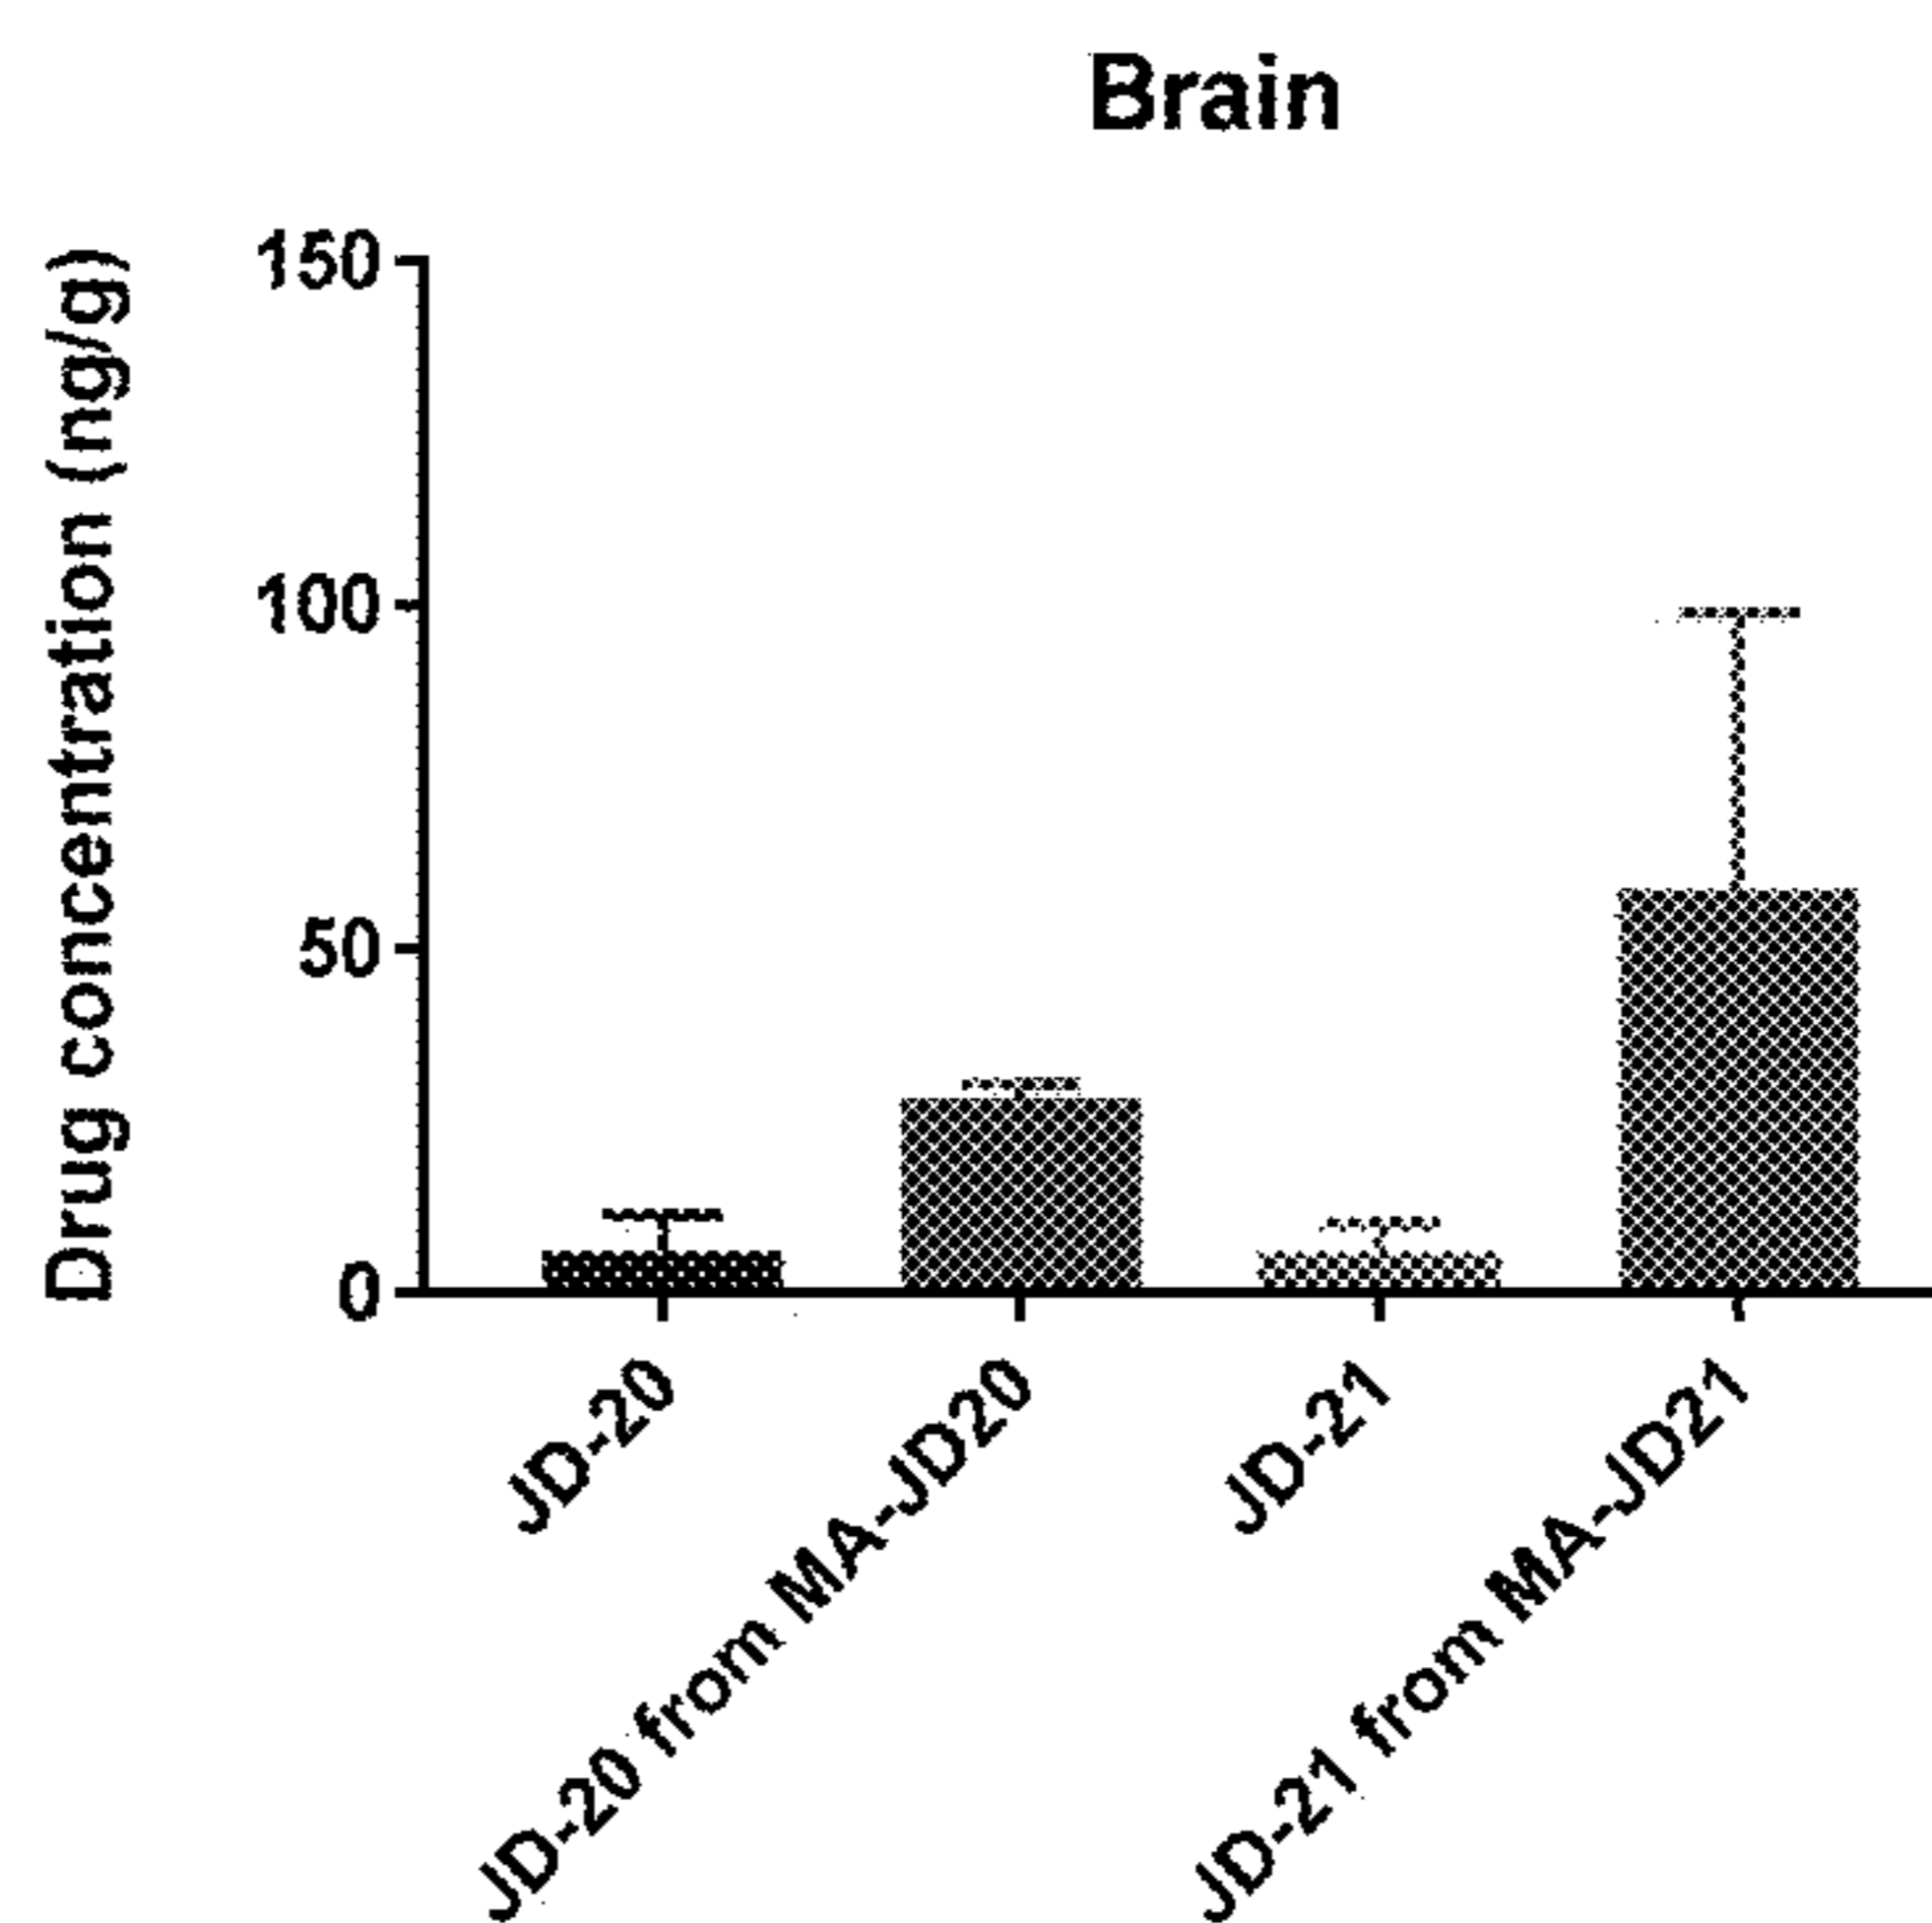 Brain
Drug concentration (ng/g)
150
100
50
0
JD-20
JD-20 from MA-JD20
JD-21
JD-21 from MA-JD21